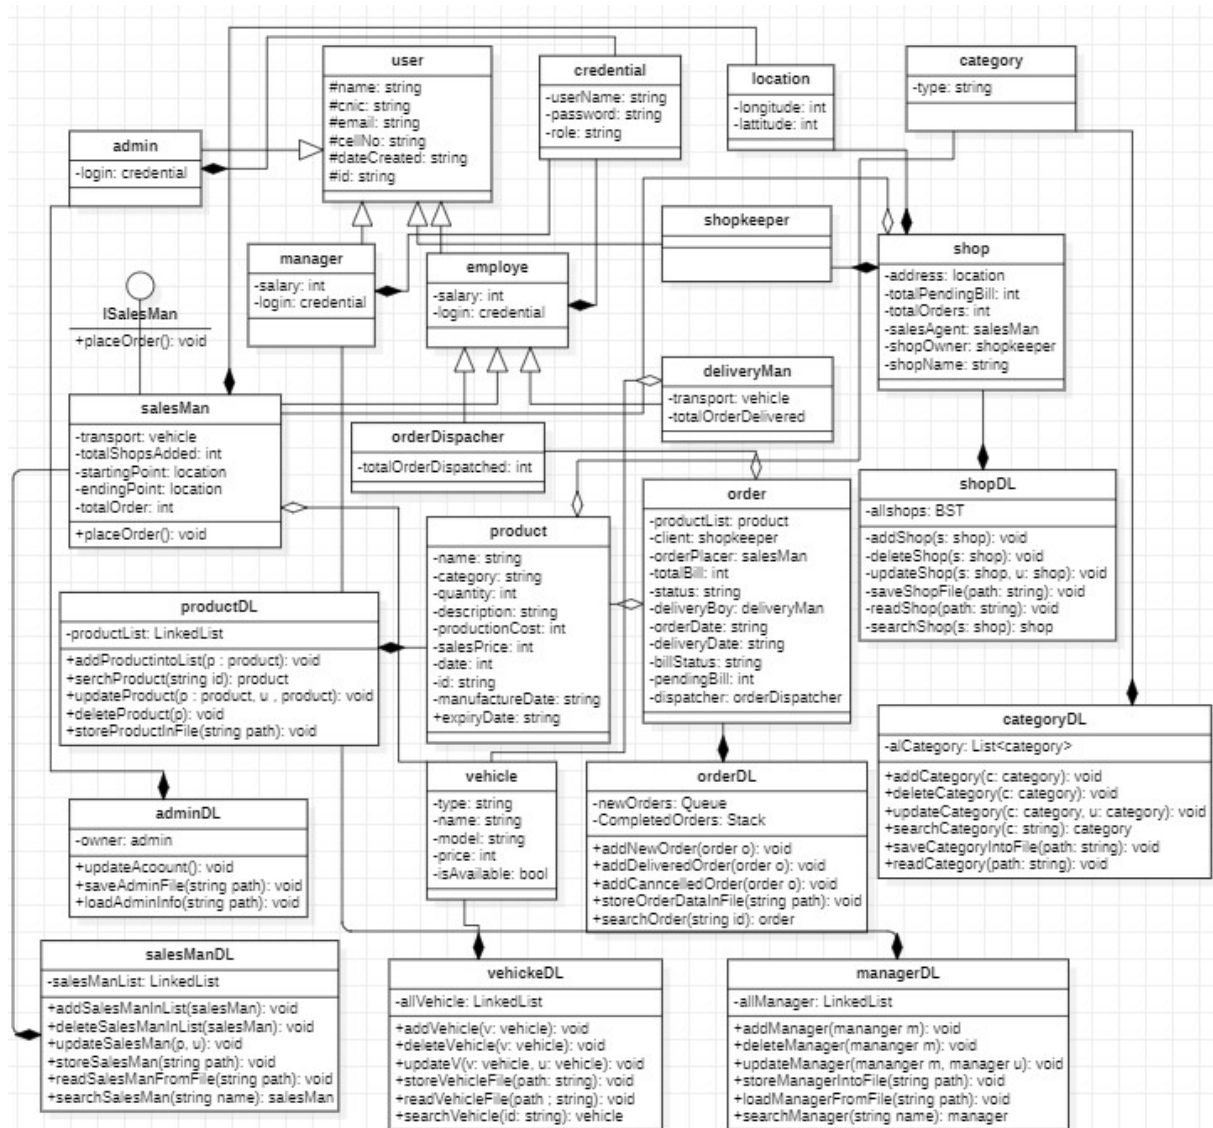 user
#name: string
#cnic: string
#email: string
#cellNo: string
#dateCreated: string
#id: string
credential
-userName: string
-password: string
-role: string
location
-longitude: int
-lattitude: int
category
-type: string
admin
-login: credential
shopkeeper
manager
-salary: int
-login: credential
employe
-salary: int
-login: credential
shop
-address: location
-totalPendingBill: int
-totalOrders: int
-salesAgent: salesMan
-shopOwner: shopkeeper
-shopName: string
ISalesMan
+placeOrder(): void
deliveryMan
-transport: vehicle
-totalOrderDelivered
salesMan
-transport: vehicle
-totalShopsAdded: int
-startingPoint: location
-endingPoint: location
-totalOrder: int
+placeOrder(): void
orderDispacher
-totalOrderDispatched: int
order
-productList: product
-client: shopkeeper
-orderPlacer: salesMan
-totalBill: int
-status: string
-deliveryBoy: deliveryMan
-orderDate: string
-deliveryDate: string
-billStatus: string
-pendingBill: int
-dispatcher: orderDispatcher
shopDL
-allshops: BST
-addShop(s: shop): void
-deleteShop(s: shop): void
-updateShop(s: shop, u: shop): void
-saveShopFile(path: string): void
-readShop(path: string): void
-searchShop(s: shop): shop
product
-name: string
-category: string
-quantity: int
-description: string
-productionCost: int
-salesPrice: int
-date: int
-id: string
-manufactureDate: string
+expiryDate: string
productDL
-productList: LinkedList
+addProductintoList(p : product): void
+serchProduct(string id): product
+updateProduct(p : product, u , product): void
+deleteProduct(p): void
+storeProductInFile(string path): void
categoryDL
-alCategory: List<category>
+addCategory(c: category): void
+deleteCategory(c: category): void
+updateCategory(c: category, u: category): void
+searchCategory(c: string): category
+saveCategoryIntoFile(path: string): void
+readCategory(path: string): void
vehicle
-type: string
-name: string
-model: string
-price: int
-isAvailable: bool
orderDL
-newOrders: Queue
-CompletedOrders: Stack
+addNewOrder(order o): void
+addDeliveredOrder(order o): void
+addCanncelledOrder(order o): void
+storeOrderDataInFile(string path): void
+searchOrder(string id): order
adminDL
-owner: admin
+updateAcoount(): void
+saveAdminFile(string path): void
+loadAdminInfo(string path): void
salesManDL
-salesManList: LinkedList
+addSalesManInList(salesMan): void
+deleteSalesManInList(salesMan): void
+updateSalesMan(p, u): void
+storeSalesMan(string path): void
+readSalesManFromFile(string path): void
+searchSalesMan(string name): salesMan
vehickeDL
-allVehicle: LinkedList
+addVehicle(v: vehicle): void
+deleteVehicle(v: vehicle): void
+updateV(v: vehicle, u: vehicle): void
+storeVehicleFile(path: string): void
+readVehicleFile(path ; string): void
+searchVehicle(id: string): vehicle
managerDL
-allManager: LinkedList
+addManager(mananger m): void
+deleteManager(mananger m): void
+updateManager(mananger m, manager u): void
+storeManagerIntoFile(string path): void
+loadManagerFromFile(string path): void
+searchManager(string name): manager